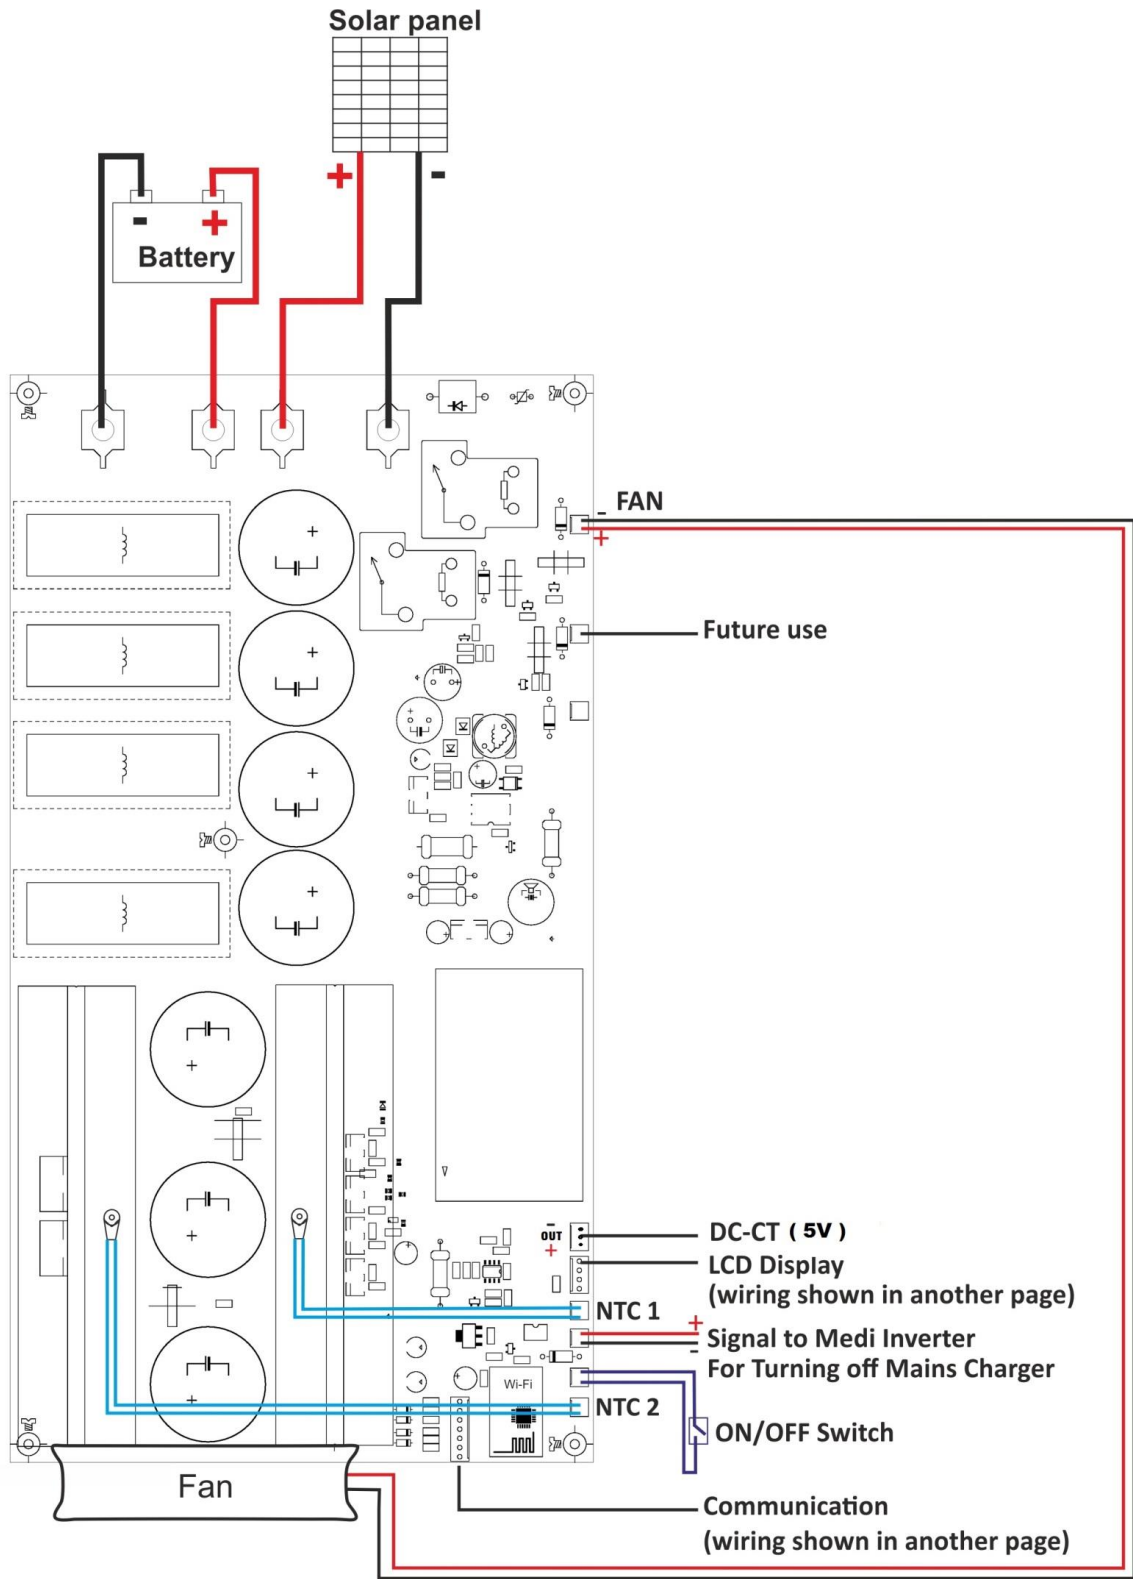 Solar panel
+ -
- +
Battery
- FAN
+
Future use
-
OUT
+
DC-CT ( 5V )
LCD Display
(wiring shown in another page)
NTC 1
+
Signal to Medi Inverter
-
For Turning off Mains Charger
Wi-Fi
NTC 2
ON/OFF Switch
Fan
Communication
(wiring shown in another page)